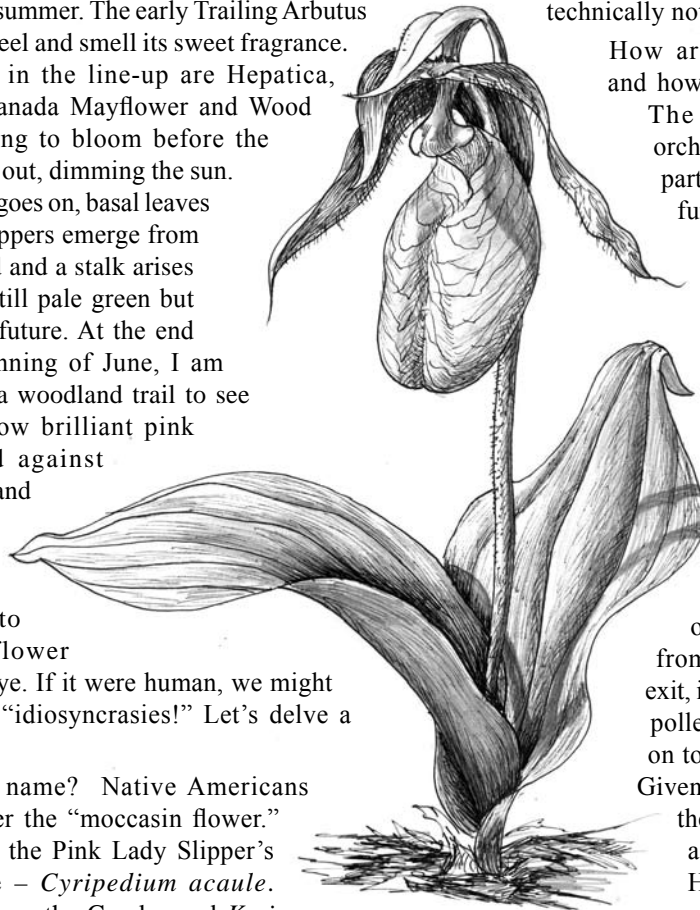 summer. The early Trailing Arbutus
eel and smell its sweet fragrance.
in the line-up are Hepatica,
anada Mayflower and Wood
ng to bloom before the
out, dimming the sun.
goes on, basal leaves
ppers emerge from
and a stalk arises
till pale green but
future. At the end
nning of June, I am
a woodland trail to see
ow brilliant pink
against
and
to
flower
ye. If it were human, we might
“idiosyncrasies!” Let’s delve a
name? Native Americans
er the “moccasin flower.”
the Pink Lady Slipper’s
– Cyripedium acaule.
technically no
How ar
and how
The
orch
part
fu
o
from
exit, i
polle
on to
Given
the
a
H